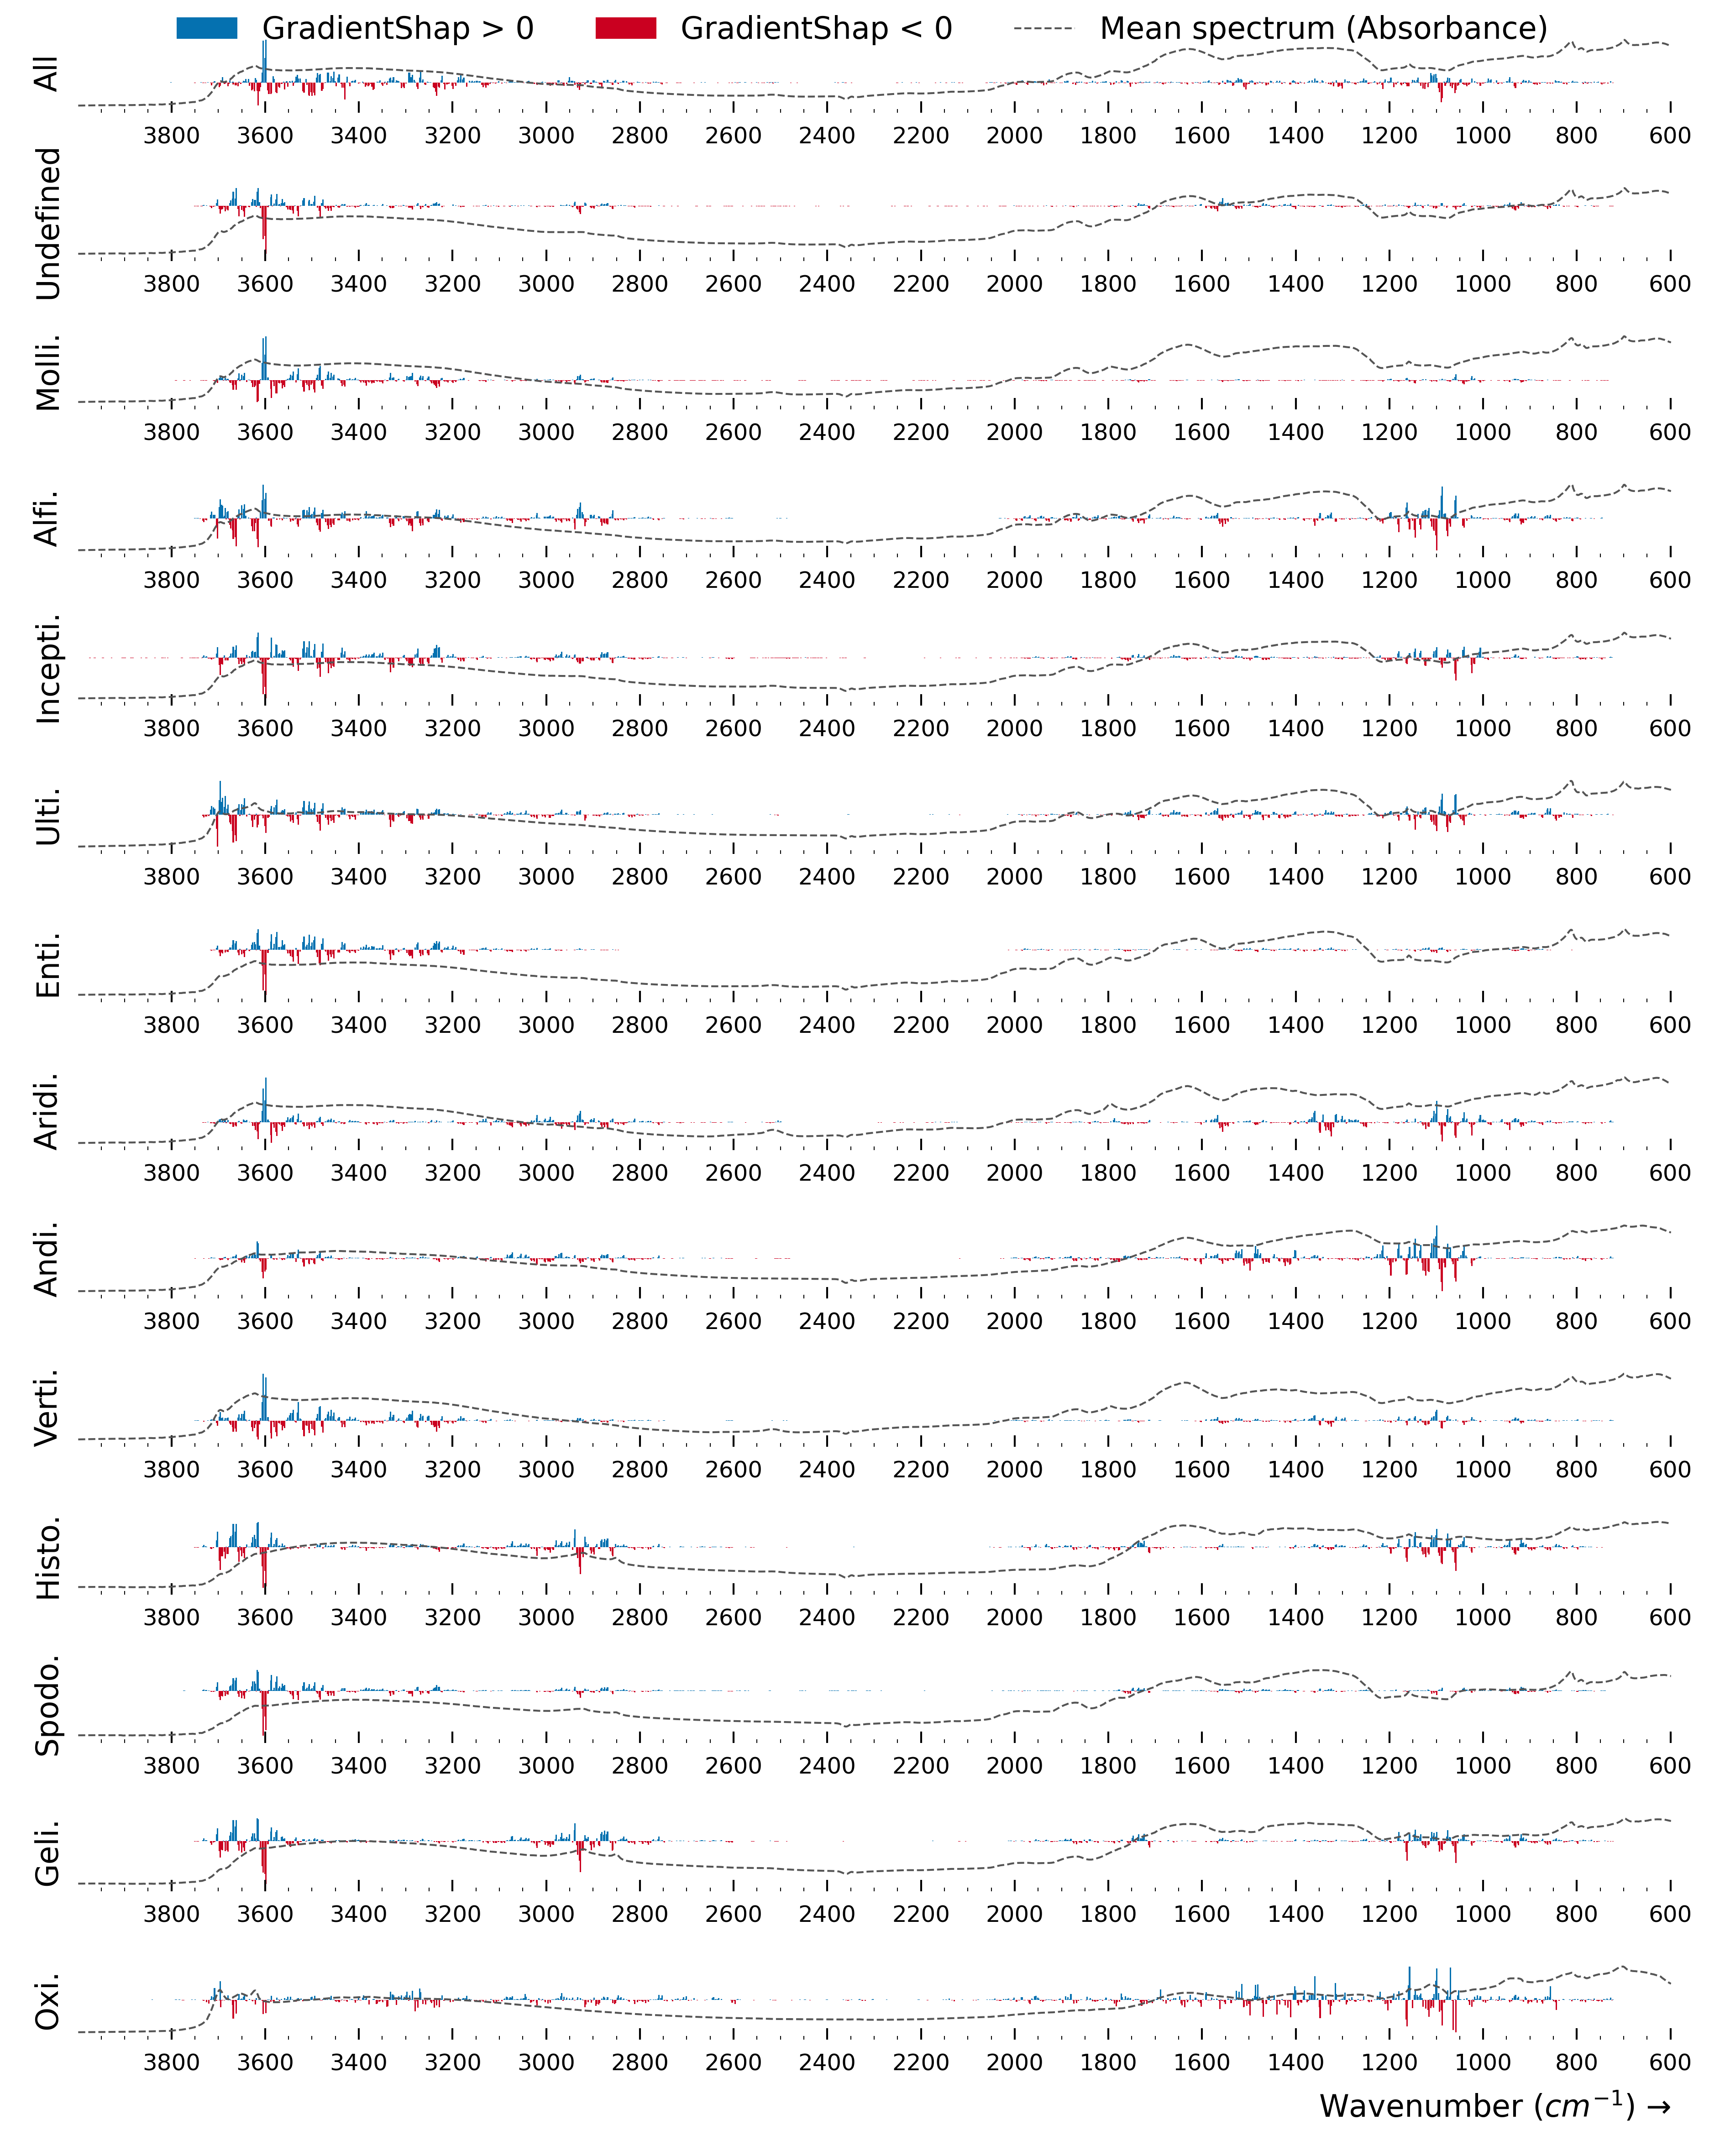 GradientShap > 0 GradientShap < 0 Mean spectrum (Absorbance)
All
3800 3600 3400 3200 3000 2800 2600 2400 2200 2000 1800 1600 1400 1200 1000 800 600
Undefined
3800 3600 3400 3200 3000 2800 2600 2400 2200 2000 1800 1600 1400 1200 1000 800 600
Molli.
3800 3600 3400 3200 3000 2800 2600 2400 2200 2000 1800 1600 1400 1200 1000 800 600
Alfi.
3800 3600 3400 3200 3000 2800 2600 2400 2200 2000 1800 1600 1400 1200 1000 800 600
Incepti.
3800 3600 3400 3200 3000 2800 2600 2400 2200 2000 1800 1600 1400 1200 1000 800 600
Ulti.
3800 3600 3400 3200 3000 2800 2600 2400 2200 2000 1800 1600 1400 1200 1000 800 600
Enti.
3800 3600 3400 3200 3000 2800 2600 2400 2200 2000 1800 1600 1400 1200 1000 800 600
Aridi.
3800 3600 3400 3200 3000 2800 2600 2400 2200 2000 1800 1600 1400 1200 1000 800 600
Andi.
3800 3600 3400 3200 3000 2800 2600 2400 2200 2000 1800 1600 1400 1200 1000 800 600
Verti.
3800 3600 3400 3200 3000 2800 2600 2400 2200 2000 1800 1600 1400 1200 1000 800 600
Histo.
3800 3600 3400 3200 3000 2800 2600 2400 2200 2000 1800 1600 1400 1200 1000 800 600
Spodo.
3800 3600 3400 3200 3000 2800 2600 2400 2200 2000 1800 1600 1400 1200 1000 800 600
Geli.
3800 3600 3400 3200 3000 2800 2600 2400 2200 2000 1800 1600 1400 1200 1000 800 600
Oxi.
3800 3600 3400 3200 3000 2800 2600 2400 2200 2000 1800 1600 1400 1200 1000 800 600
Wavenumber (cm⁻¹) →